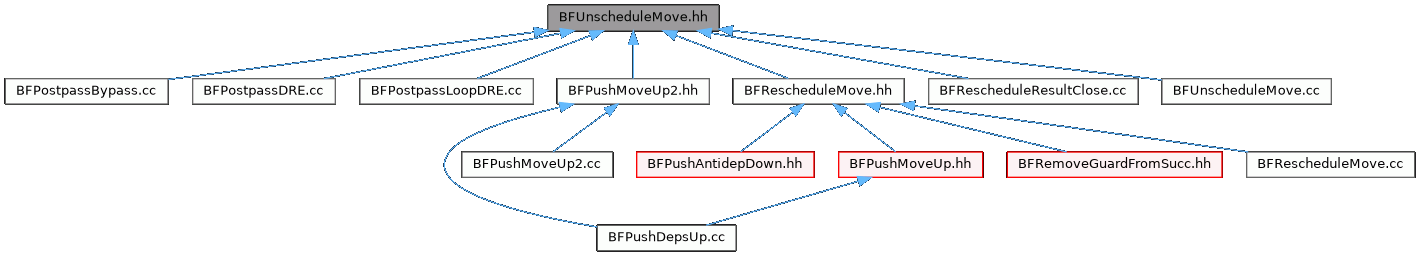 BFUnscheduleMove.hh
BFPostpassBypass.cc
BFPostpassDRE.cc
BFPostpassLoopDRE.cc
BFPushMoveUp2.hh
BFRescheduleMove.hh
BFRescheduleResultClose.cc
BFUnscheduleMove.cc
BFPushMoveUp2.cc
BFPushAntidepDown.hh
BFPushMoveUp.hh
BFRemoveGuardFromSucc.hh
BFRescheduleMove.cc
BFPushDepsUp.cc